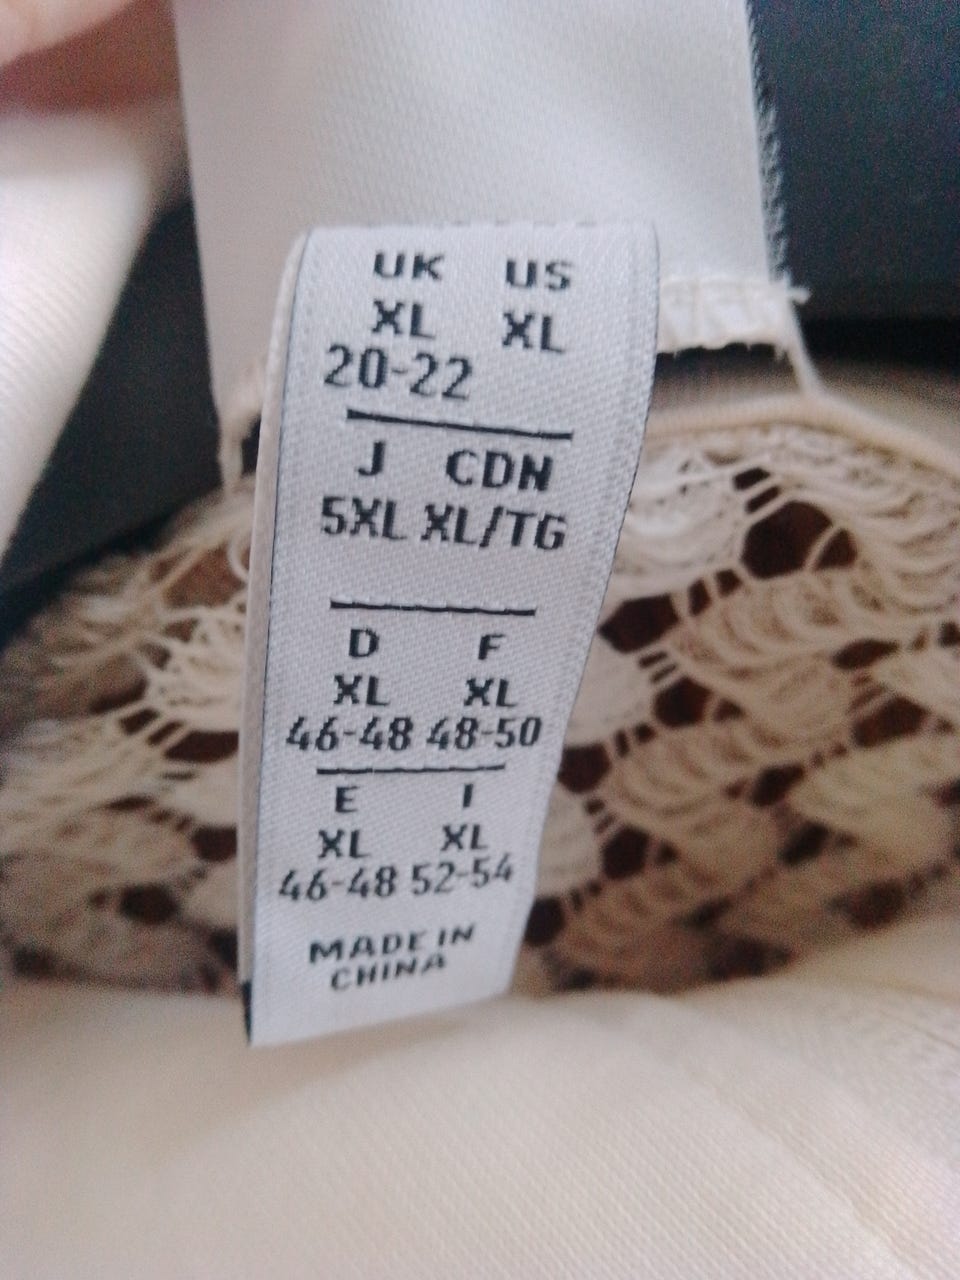 UK US
XL XL
20-22
J CDN
5XL XL/TG
D F
XL XL
46-48 48-50
E I
XL XL
46-48 52-54
MADE IN
CHINA